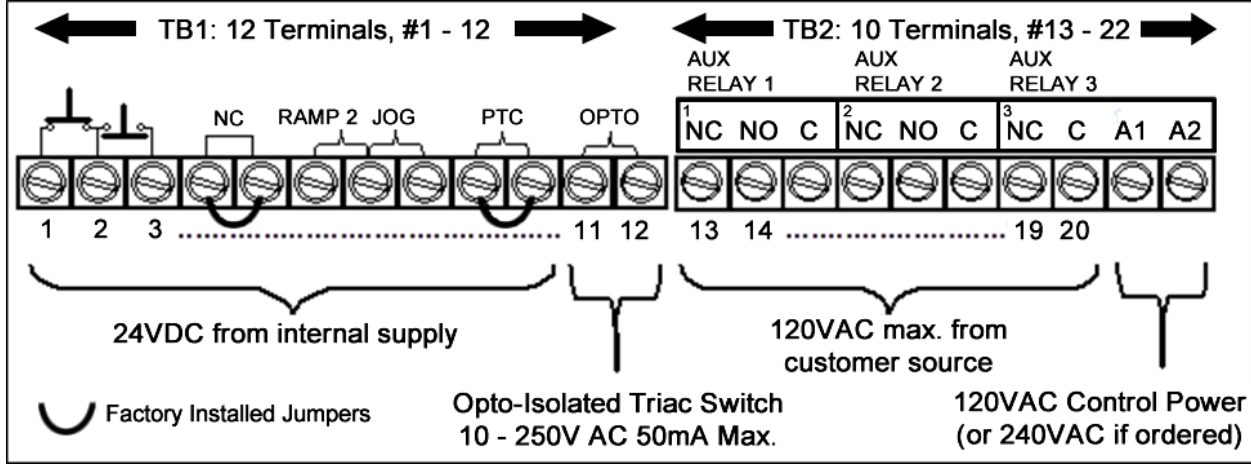 TB1: 12 Terminals, #1 - 12
TB2: 10 Terminals, #13 - 22
AUX RELAY 1
AUX RELAY 2
AUX RELAY 3
NC
RAMP 2
JOG
PTC
OPTO
1 NC NO C
2 NC NO C
3 NC C A1 A2
1 2 3 .......................................... 11 12
13 14 ........................ 19 20
24VDC from internal supply
120VAC max. from
customer source
Factory Installed Jumpers
Opto-Isolated Triac Switch
10 - 250V AC 50mA Max.
120VAC Control Power
(or 240VAC if ordered)